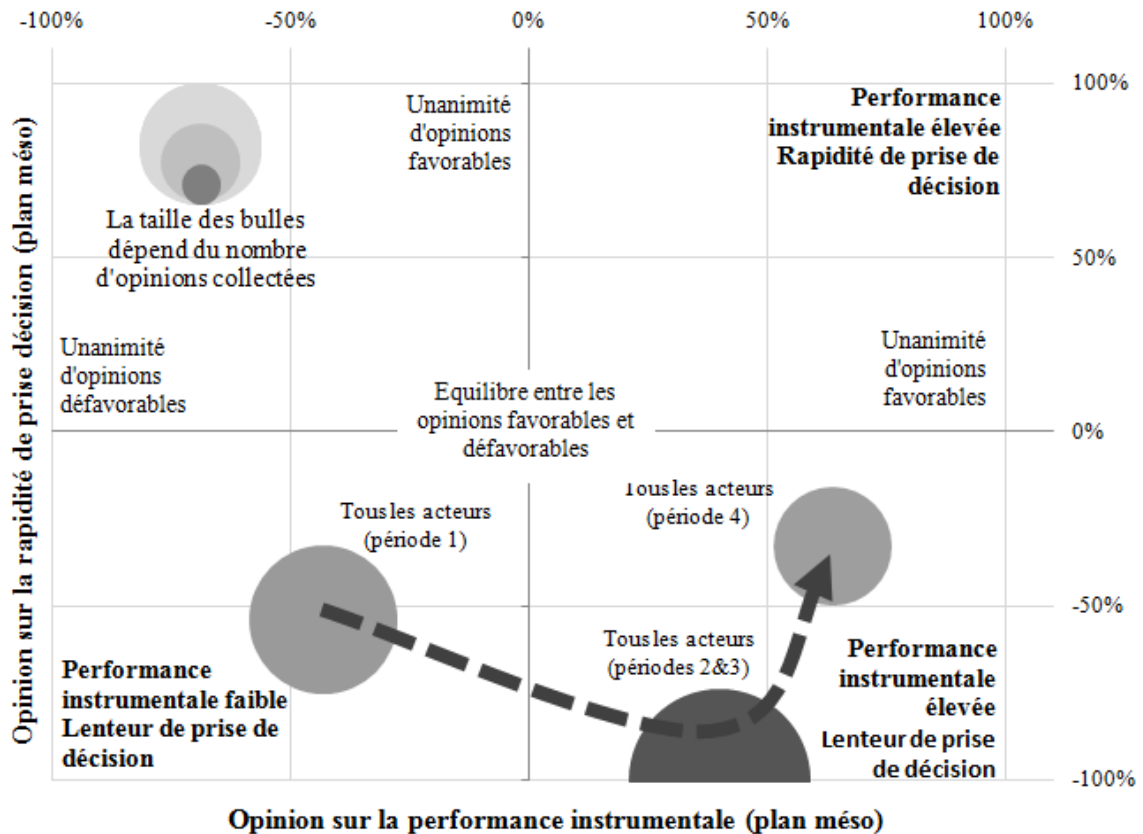 -100%
-50%
0%
50%
100%
Opinion sur la rapidité de prise décision (plan méso)
Unanimité
d'opinions
favorables
Performance
instrumentale élevée
Rapidité de prise de
décision
100%
La taille des bulles
dépend du nombre
d'opinions collectées
50%
Unanimité
d'opinions
défavorables
Equilibre entre les
opinions favorables et
défavorables
Unanimité
d'opinions
favorables
0%
Tous les acteurs
(période 1)
Tous les acteurs
(période 4)
-50%
Performance
instrumentale faible
Lenteur de prise de
décision
Tous les acteurs
(périodes 2&3)
Performance
instrumentale
élevée
Lenteur de prise
de décision
-100%
Opinion sur la performance instrumentale (plan méso)